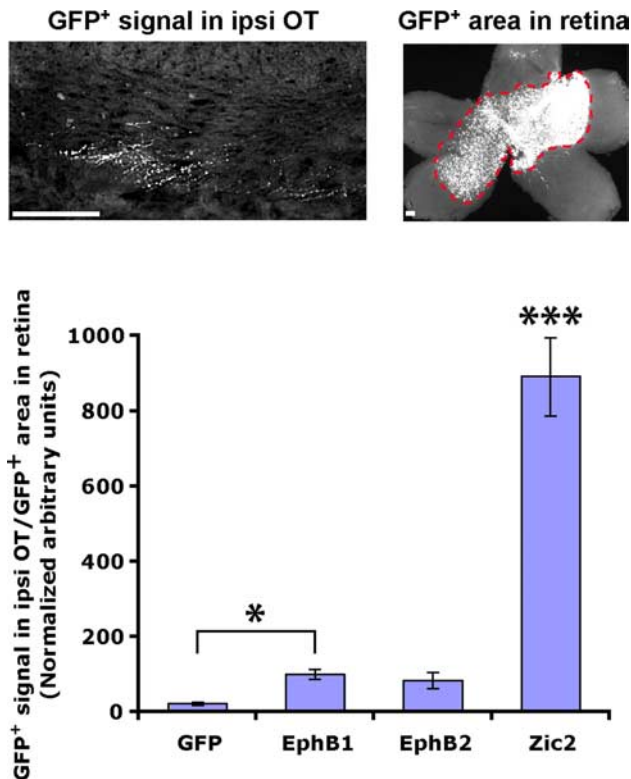 GFP⁺ signal in ipsi OT
GFP⁺ area in retina
GFP⁺ signal in ipsi OT/GFP⁺ area in retina
(Normalized arbitrary units)
1000
800
600
400
200
0
***
*
GFP
EphB1
EphB2
Zic2